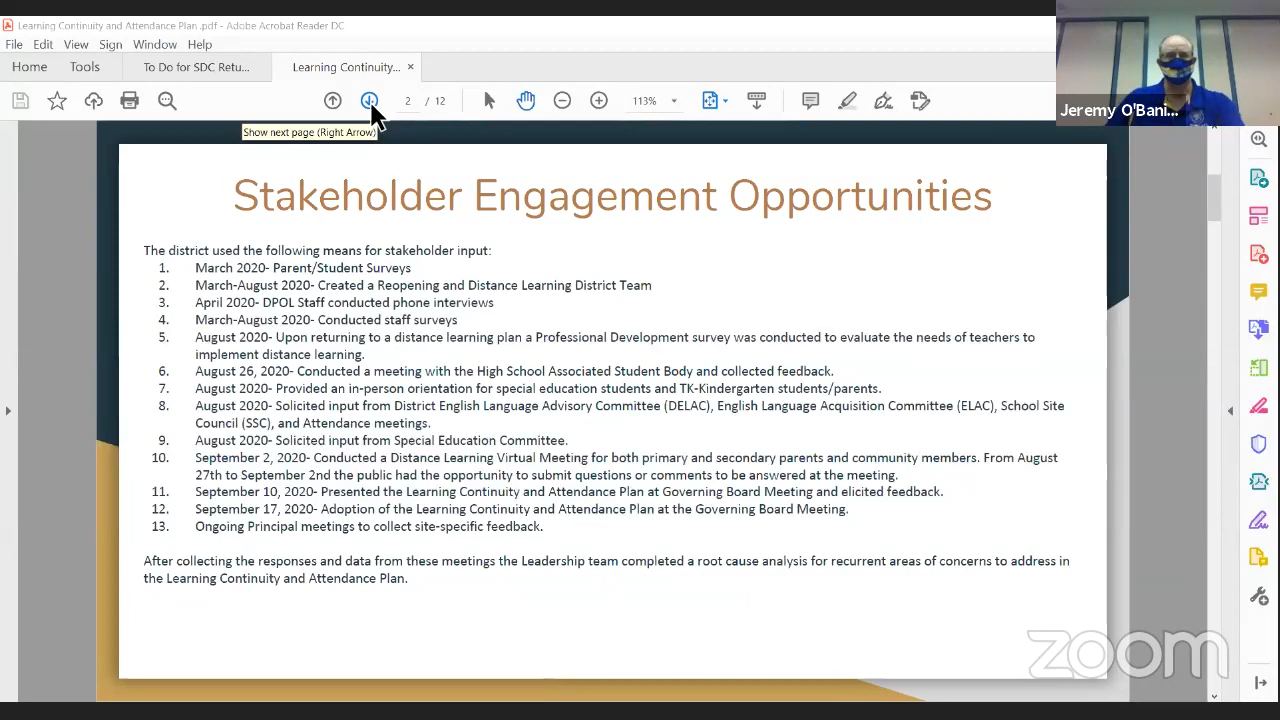 Learning Continuity and Attendance Plan .pdf - Adobe Acrobat Reader DC
File Edit View Sign Window Help
Home Tools To Do for SDC Retu... Learning Continuity... ×
2 / 12 113%
Show next page (Right Arrow)
Jeremy O'Bani...
Stakeholder Engagement Opportunities
The district used the following means for stakeholder input:
1. March 2020- Parent/Student Surveys
2. March-August 2020- Created a Reopening and Distance Learning District Team
3. April 2020- DPOL Staff conducted phone interviews
4. March-August 2020- Conducted staff surveys
5. August 2020- Upon returning to a distance learning plan a Professional Development survey was conducted to evaluate the needs of teachers to
implement distance learning.
6. August 26, 2020- Conducted a meeting with the High School Associated Student Body and collected feedback.
7. August 2020- Provided an in-person orientation for special education students and TK-Kindergarten students/parents.
8. August 2020- Solicited input from District English Language Advisory Committee (DELAC), English Language Acquisition Committee (ELAC), School Site
Council (SSC), and Attendance meetings.
9. August 2020- Solicited input from Special Education Committee.
10. September 2, 2020- Conducted a Distance Learning Virtual Meeting for both primary and secondary parents and community members. From August
27th to September 2nd the public had the opportunity to submit questions or comments to be answered at the meeting.
11. September 10, 2020- Presented the Learning Continuity and Attendance Plan at Governing Board Meeting and elicited feedback.
12. September 17, 2020- Adoption of the Learning Continuity and Attendance Plan at the Governing Board Meeting.
13. Ongoing Principal meetings to collect site-specific feedback.
After collecting the responses and data from these meetings the Leadership team completed a root cause analysis for recurrent areas of concerns to address in
the Learning Continuity and Attendance Plan.
zoom